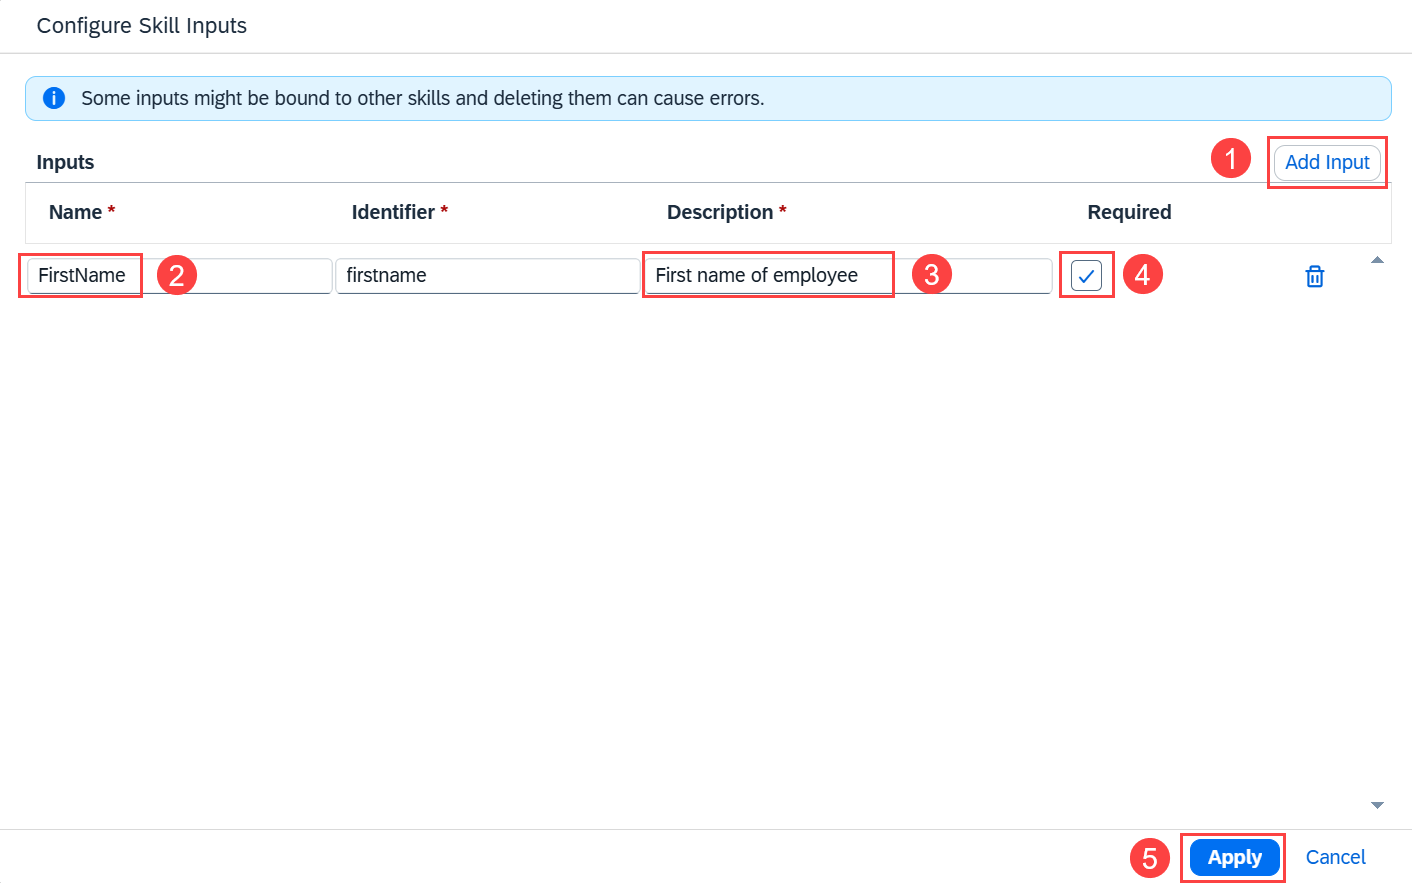 Configure Skill Inputs
Some inputs might be bound to other skills and deleting them can cause errors.
Inputs 1 Add Input
Name * Identifier * Description * Required
FirstName 2 firstname First name of employee 3 4
5 Apply Cancel